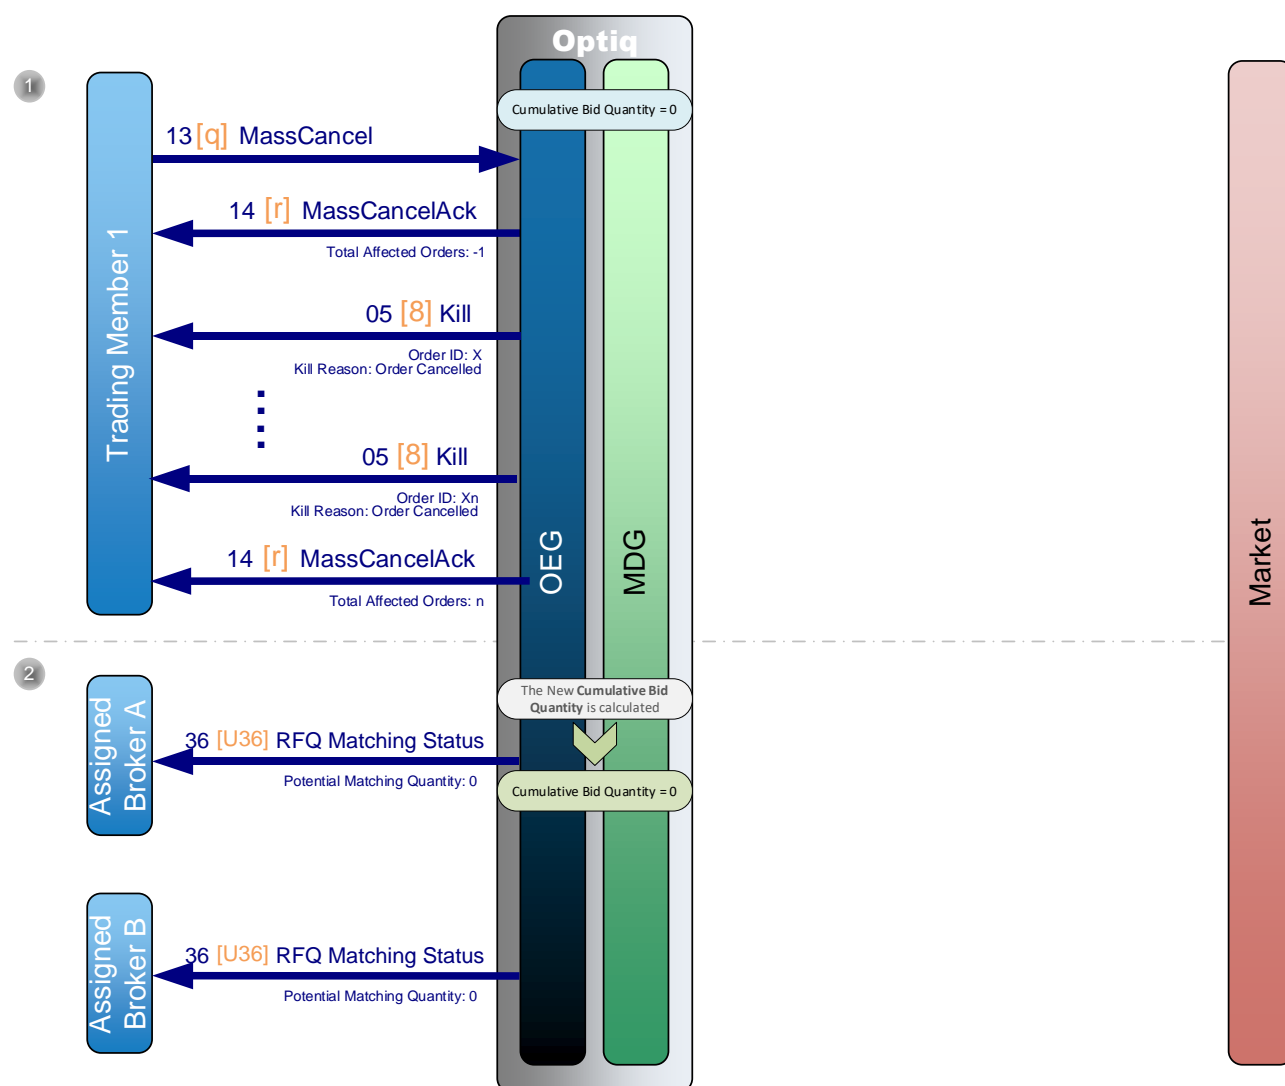 Optiq
1
Cumulative Bid Quantity = 0
13 [q] MassCancel
14 [r] MassCancelAck
Total Affected Orders: -1
05 [8] Kill
Order ID: X
Kill Reason: Order Cancelled
05 [8] Kill
Order ID: Xn
Kill Reason: Order Cancelled
14 [r] MassCancelAck
Total Affected Orders: n
Trading Member 1
OEG
MDG
Market
2
The New Cumulative Bid
Quantity is calculated
Assigned
Broker A
36 [U36] RFQ Matching Status
Potential Matching Quantity: 0
Cumulative Bid Quantity = 0
Assigned
Broker B
36 [U36] RFQ Matching Status
Potential Matching Quantity: 0